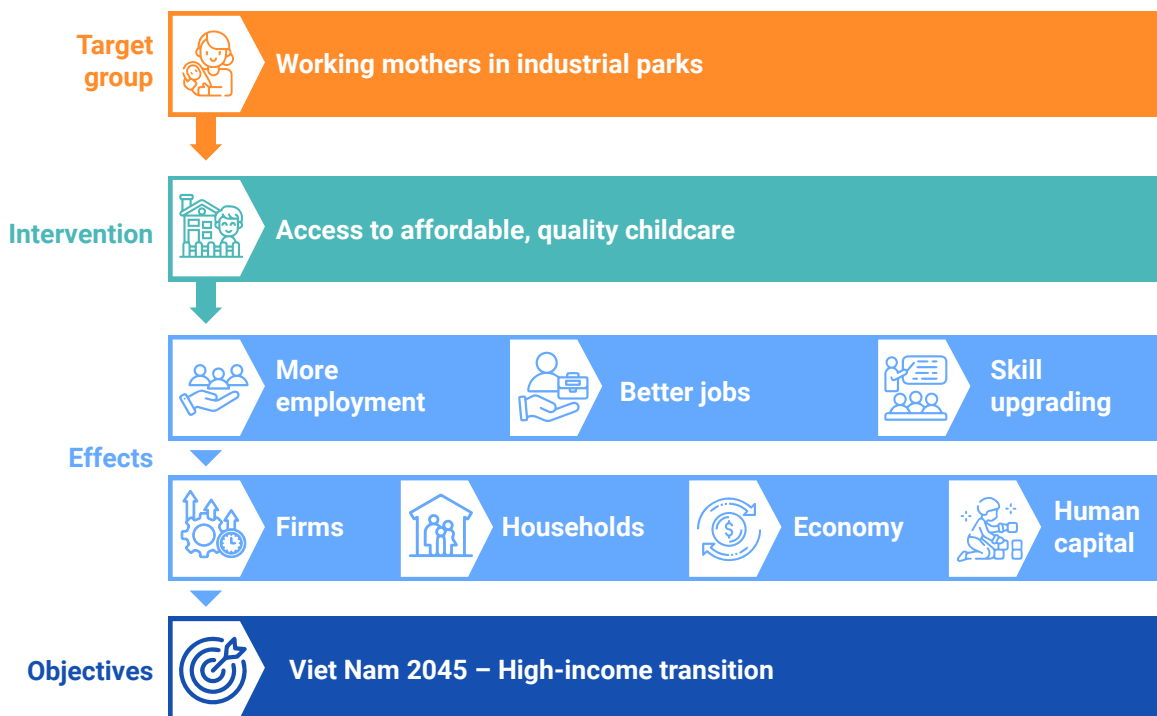 Target
group
Working mothers in industrial parks
Intervention
Access to affordable, quality childcare
Effects
More
employment
Better jobs
Skill
upgrading
Firms
Households
$
Economy
Human
capital
Objectives
Viet Nam 2045 – High-income transition